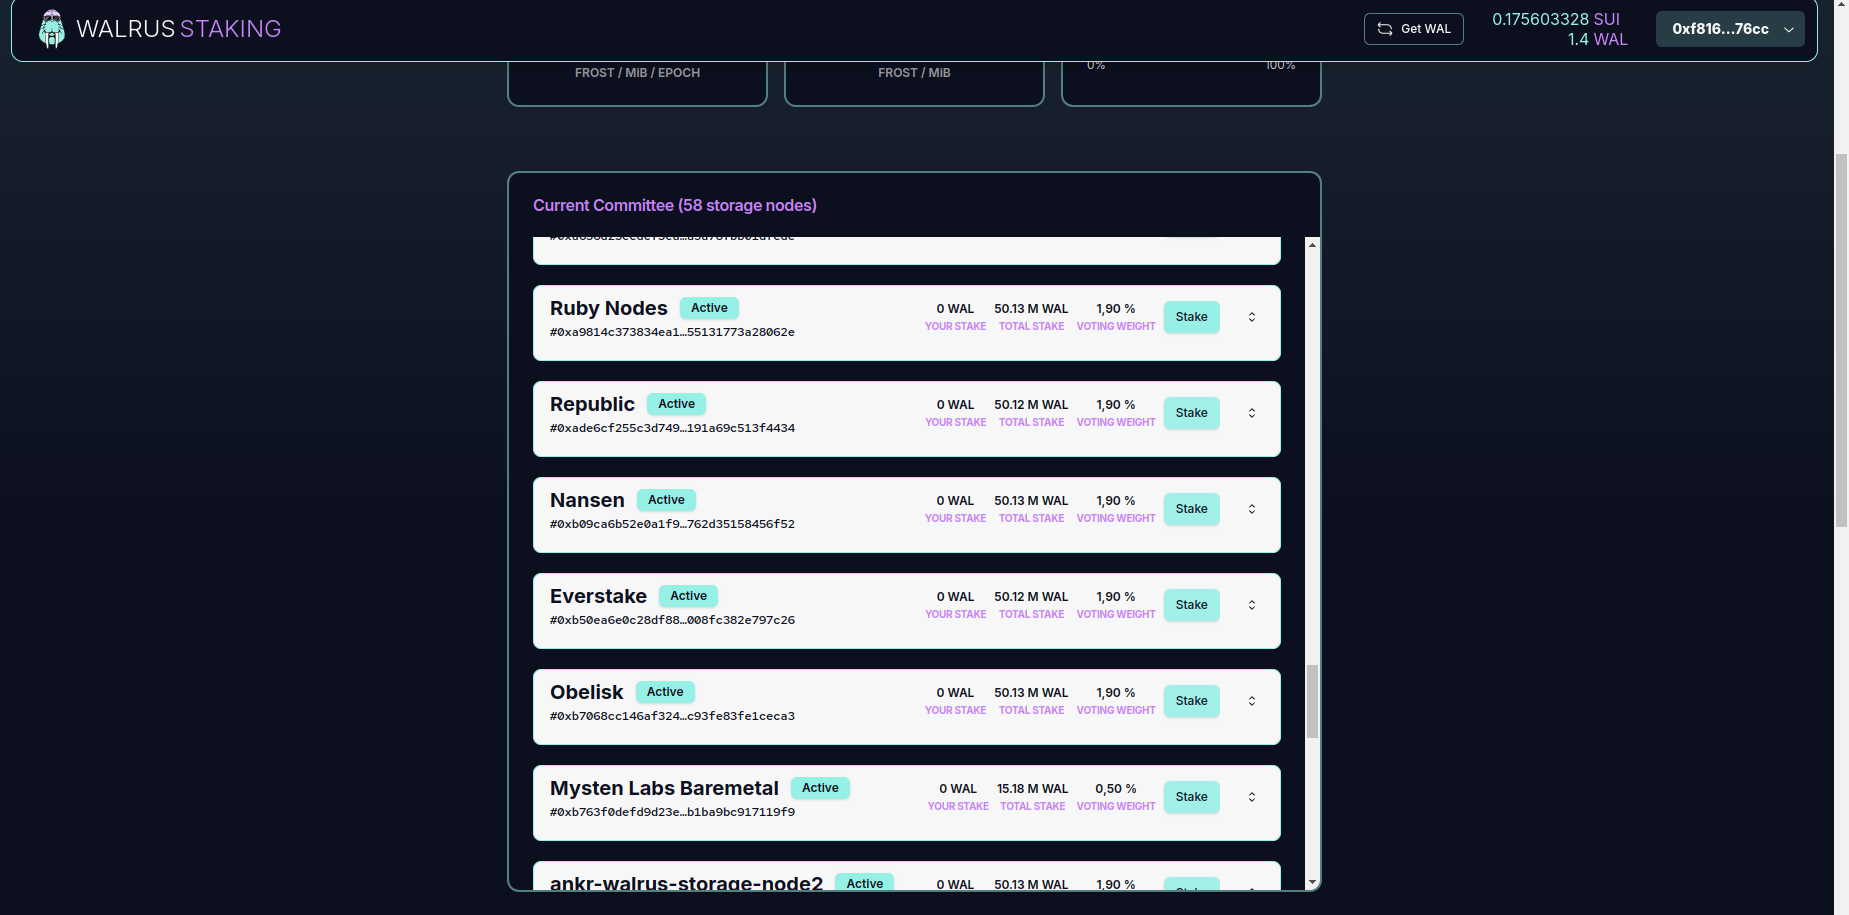 WALRUS STAKING
Get WAL
0.175603328 SUI
1.4 WAL
0xf816...76cc
FROST / MiB / EPOCH
FROST / MiB
0%
100%
Current Committee (58 storage nodes)
Ruby Nodes
Active
#0xa9814c373834ea1…55131773a28062e
0 WAL
YOUR STAKE
50.13 M WAL
TOTAL STAKE
1,90 %
VOTING WEIGHT
Stake
Republic
Active
#0xade6cf255c3d749…191a69c513f4434
0 WAL
YOUR STAKE
50.12 M WAL
TOTAL STAKE
1,90 %
VOTING WEIGHT
Stake
Nansen
Active
#0xb09ca6b52e0a1f9…762d35158456f52
0 WAL
YOUR STAKE
50.13 M WAL
TOTAL STAKE
1,90 %
VOTING WEIGHT
Stake
Everstake
Active
#0xb50ea6e0c28df88…008fc382e797c26
0 WAL
YOUR STAKE
50.12 M WAL
TOTAL STAKE
1,90 %
VOTING WEIGHT
Stake
Obelisk
Active
#0xb7068cc146af324…c93fe83fe1ceca3
0 WAL
YOUR STAKE
50.13 M WAL
TOTAL STAKE
1,90 %
VOTING WEIGHT
Stake
Mysten Labs Baremetal
Active
#0xb763f0defd9d23e…b1ba9bc917119f9
0 WAL
YOUR STAKE
15.18 M WAL
TOTAL STAKE
0,50 %
VOTING WEIGHT
Stake
ankr-walrus-storage-node2
Active
0 WAL
50.13 M WAL
1,90 %